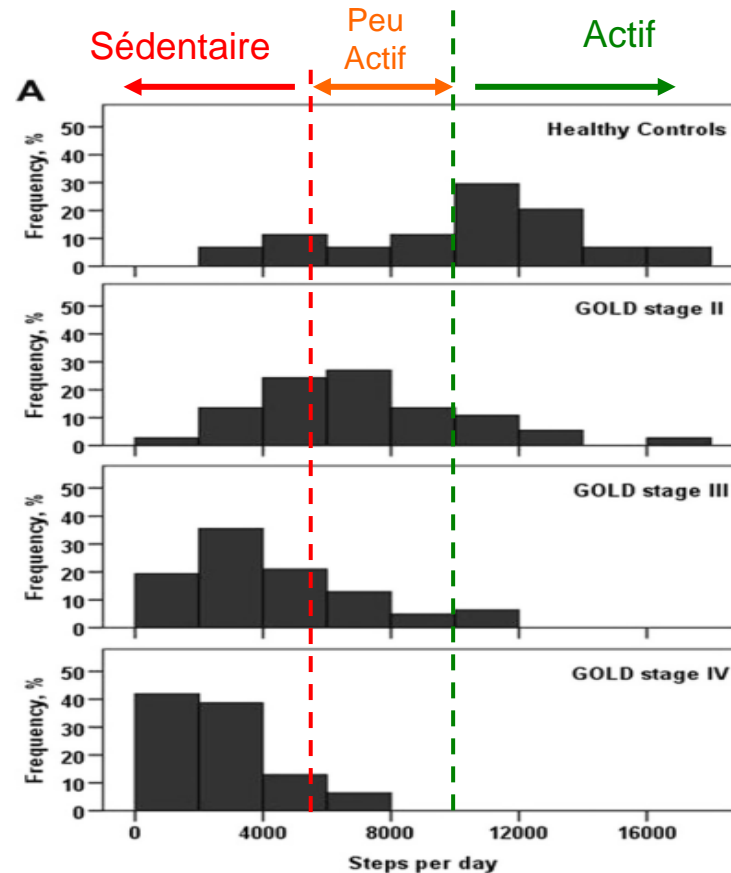 Sédentaire
Peu
Actif
Actif
A
Healthy Controls
Frequency, %
50
40
30
20
10
0
GOLD stage II
Frequency, %
50
40
30
20
10
0
GOLD stage III
Frequency, %
50
40
30
20
10
0
GOLD stage IV
Frequency, %
50
40
30
20
10
0
0 4000 8000 12000 16000
Steps per day